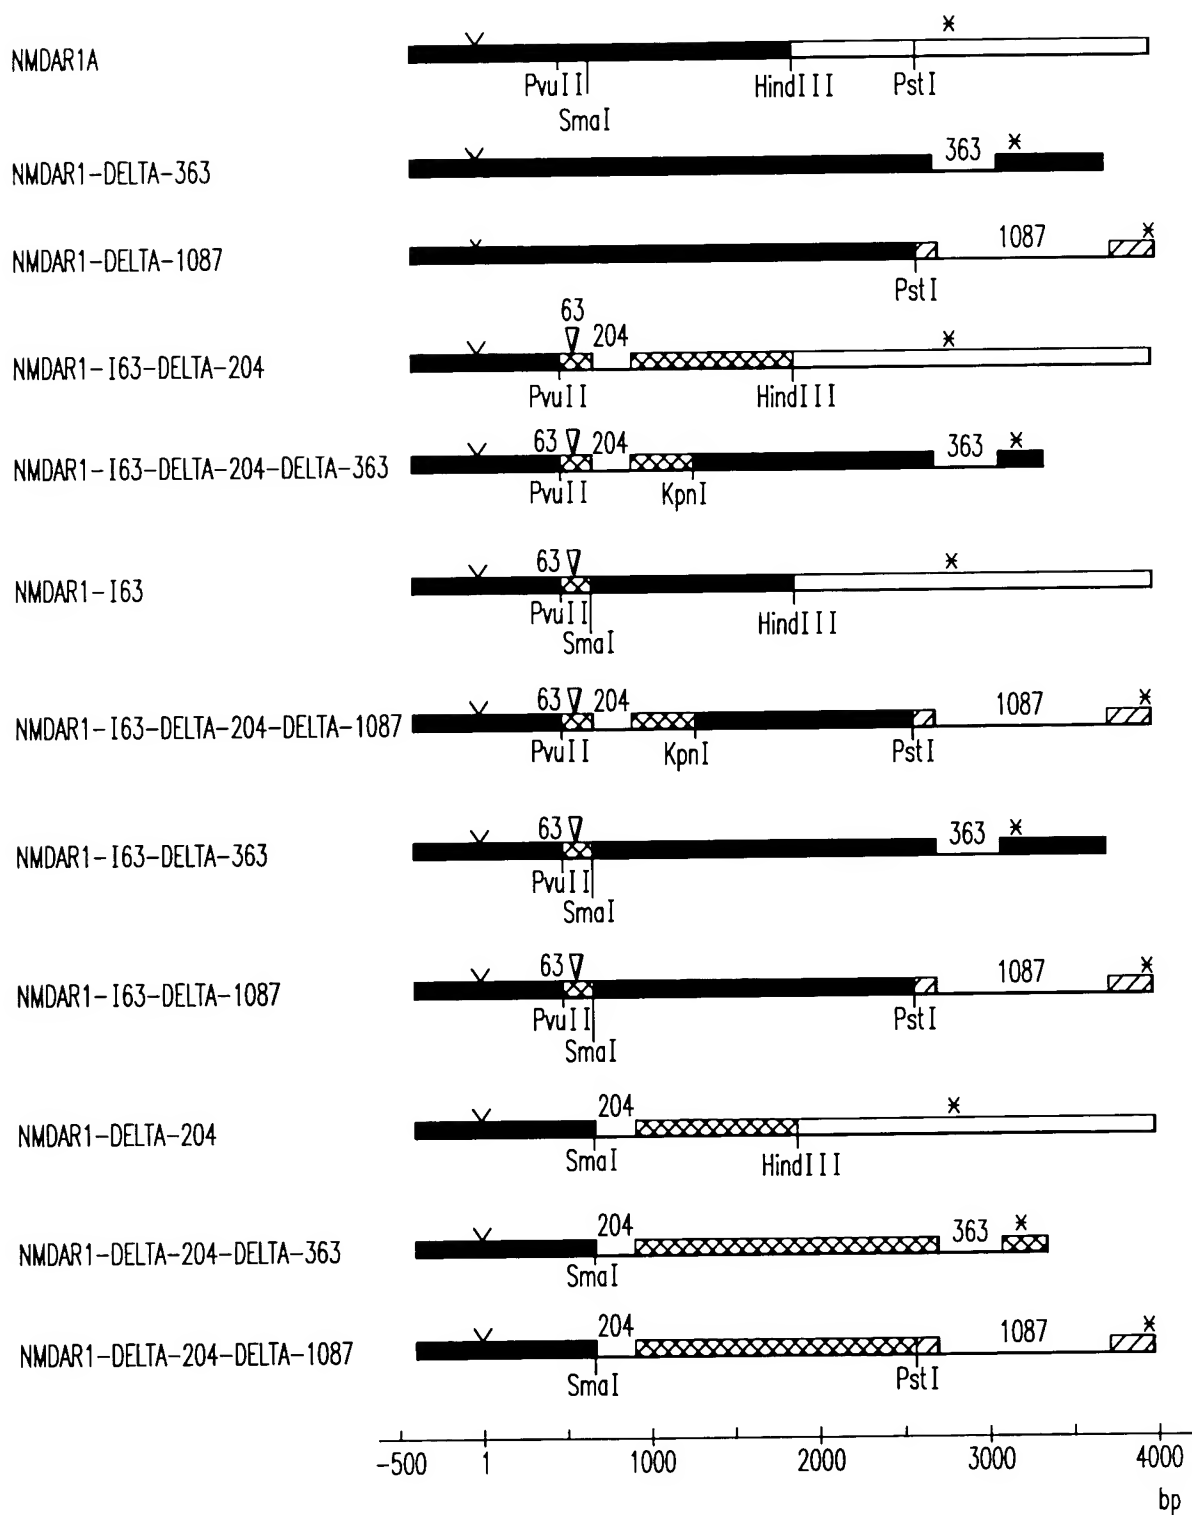 NMDAR1A
PvuII HindIII PstI
SmaI
NMDAR1-DELTA-363
363
NMDAR1-DELTA-1087
1087
PstI
63
204
NMDAR1-I63-DELTA-204
PvuII HindIII
63 204 363
NMDAR1-I63-DELTA-204-DELTA-363
PvuII KpnI
63
NMDAR1-I63
PvuII HindIII
SmaI
63 204 1087
NMDAR1-I63-DELTA-204-DELTA-1087
PvuII KpnI PstI
63 363
NMDAR1-I63-DELTA-363
PvuII
SmaI
63 1087
NMDAR1-I63-DELTA-1087
PvuII PstI
SmaI
204
NMDAR1-DELTA-204
SmaI HindIII
204 363
NMDAR1-DELTA-204-DELTA-363
SmaI
204 1087
NMDAR1-DELTA-204-DELTA-1087
SmaI PstI
-500 1 1000 2000 3000 4000
bp